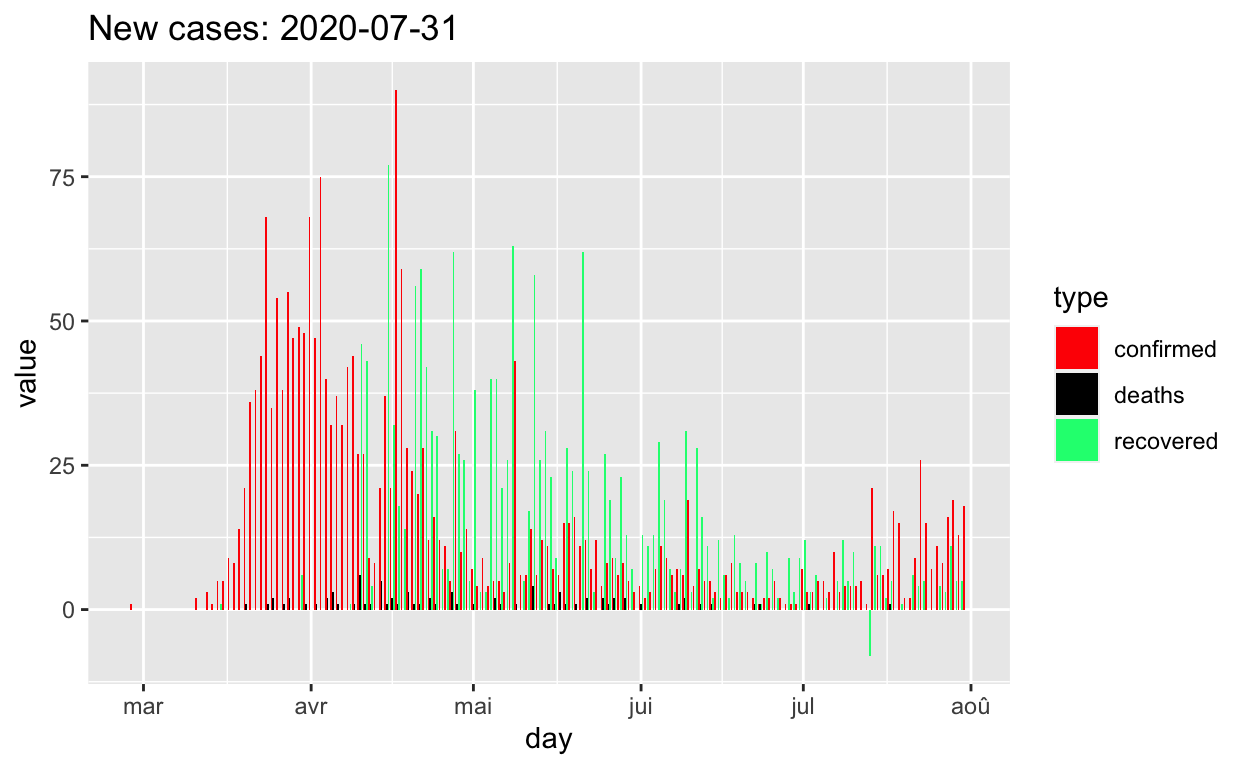 New cases: 2020-07-31
75
50
25
0
value
mar avr mai jui jul aoû
day
type
confirmed
deaths
recovered